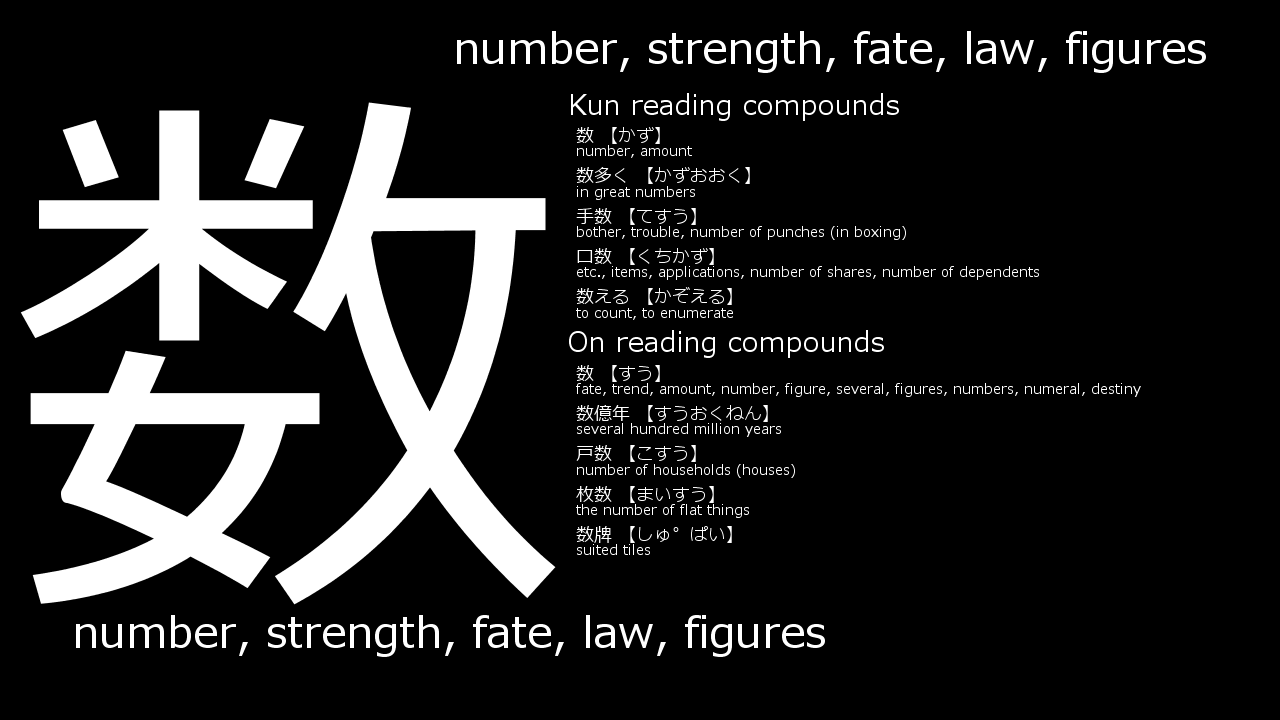 number, strength, fate, law, figures
数
Kun reading compounds
数 【かず】
number, amount
数多く 【かずおおく】
in great numbers
手数 【てすう】
bother, trouble, number of punches (in boxing)
口数 【くちかず】
etc., items, applications, number of shares, number of dependents
数える 【かぞえる】
to count, to enumerate
On reading compounds
数 【すう】
fate, trend, amount, number, figure, several, figures, numbers, numeral, destiny
数億年 【すうおくねん】
several hundred million years
戸数 【こすう】
number of households (houses)
枚数 【まいすう】
the number of flat things
数牌 【しゅ゜ぱい】
suited tiles
number, strength, fate, law, figures